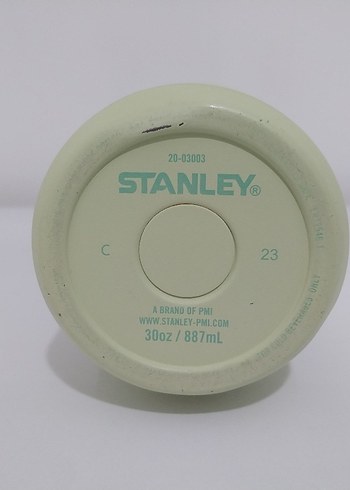 20-03003
STANLEY®
C
23
A BRAND OF PMI
WWW.STANLEY-PMI.COM
30oz / 887mL